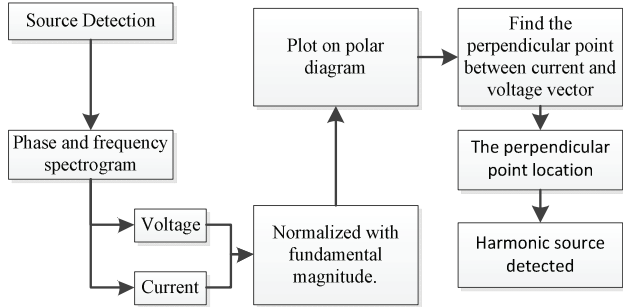 Source Detection
Phase and frequency
spectrogram
Voltage
Current
Normalized with
fundamental
magnitude.
Plot on polar
diagram
Find the
perpendicular point
between current and
voltage vector
The perpendicular
point location
Harmonic source
detected